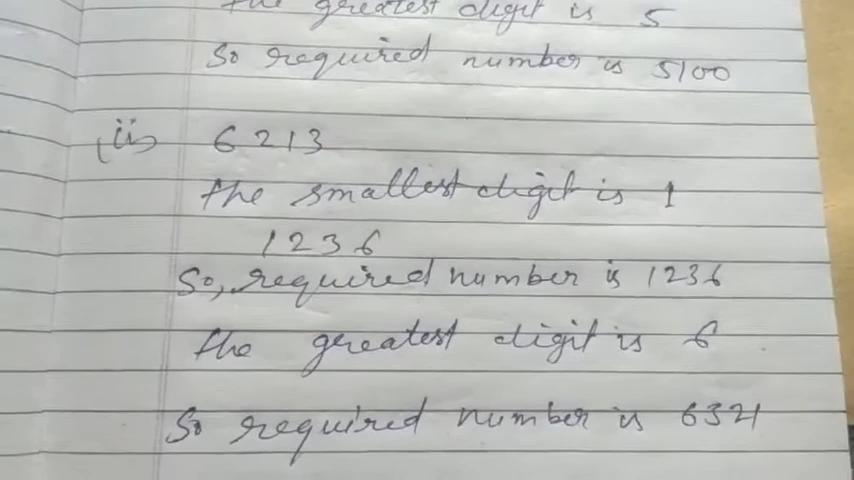 the greatest digit is 5
So required number is 5100
(ii) 6213
the smallest digit is 1
1236
So, required number is 1236
the greatest digit is 6
So required number is 6321